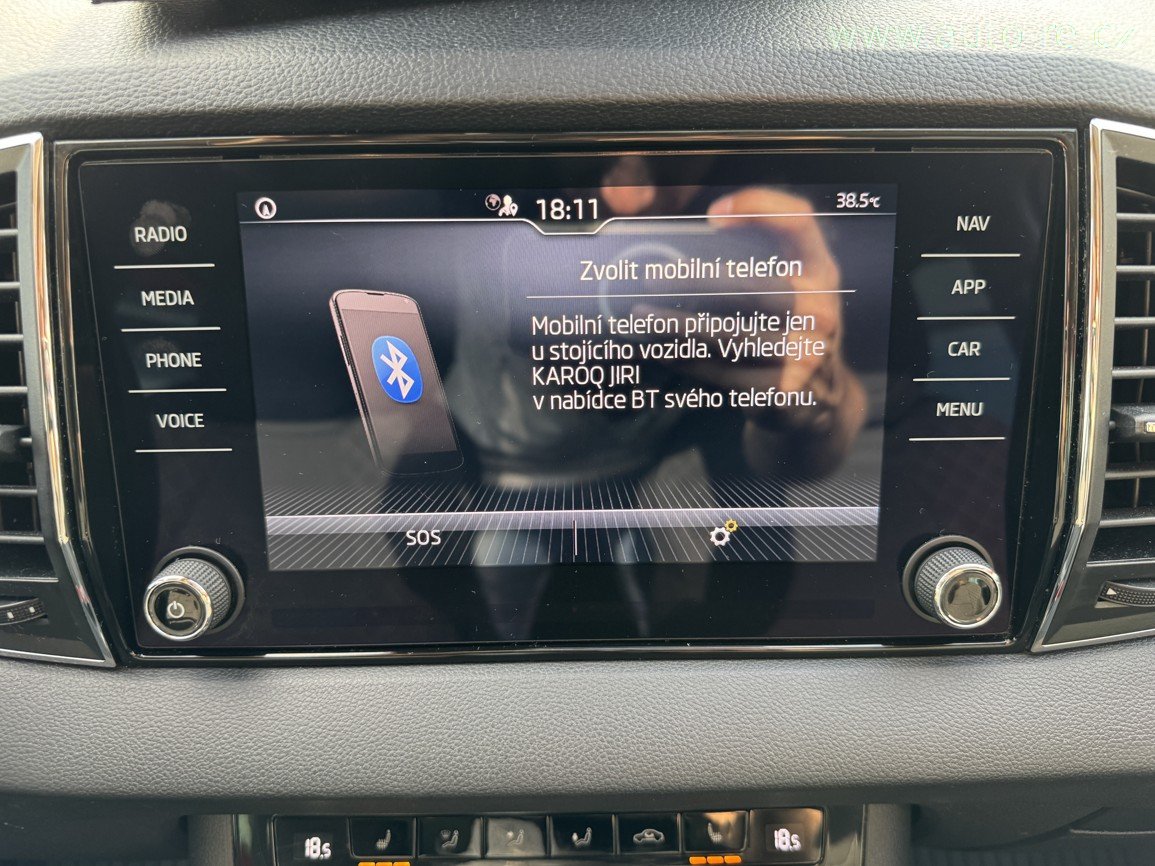 18:11
38.5°C
RADIO
MEDIA
PHONE
VOICE
Zvolit mobilní telefon
Mobilní telefon připojujte jen
u stojícího vozidla. Vyhledejte
KAROQ JIRI
v nabídce BT svého telefonu.
SOS
NAV
APP
CAR
MENU
18.5
18.5